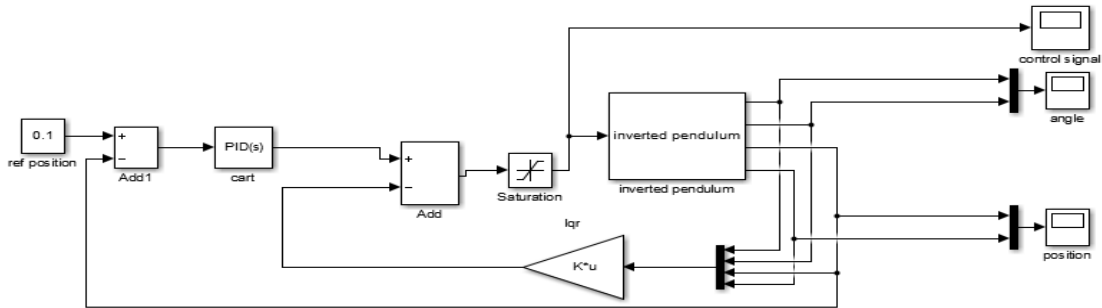 control signal
angle
inverted pendulum
inverted pendulum
0.1
ref position
+
−
Add1
PID(s)
cart
+
−
Add
Saturation
lqr
K*u
position